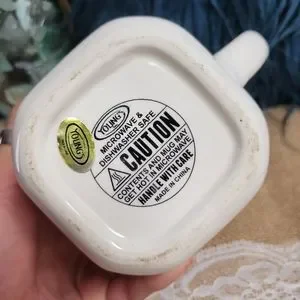 YOUNG'S
MICROWAVE &
DISHWASHER SAFE
CAUTION
CONTENTS AND MUG MAY
GET HOT IN MICROWAVE
HANDLE WITH CARE
MADE IN CHINA
YOUNG'S